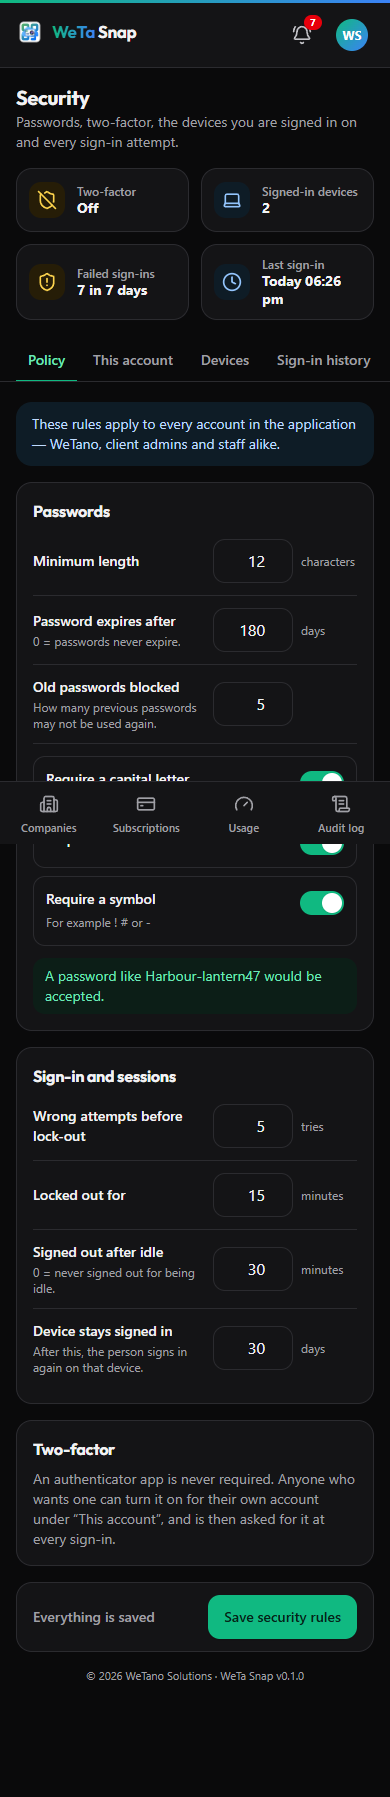 WeTa Snap
7
WS
Security
Passwords, two-factor, the devices you are signed in on
and every sign-in attempt.
Two-factor
Off
Signed-in devices
2
Failed sign-ins
7 in 7 days
Last sign-in
Today 06:26
pm
Policy
This account
Devices
Sign-in history
These rules apply to every account in the application
— WeTano, client admins and staff alike.
Passwords
Minimum length
12
characters
Password expires after
0 = passwords never expire.
180
days
Old passwords blocked
How many previous passwords
may not be used again.
5
Require a capital letter
Companies
Subscriptions
Usage
Audit log
Require a symbol
For example ! # or -
A password like Harbour-lantern47 would be
accepted.
Sign-in and sessions
Wrong attempts before
lock-out
5
tries
Locked out for
15
minutes
Signed out after idle
0 = never signed out for being
idle.
30
minutes
Device stays signed in
After this, the person signs in
again on that device.
30
days
Two-factor
An authenticator app is never required. Anyone who
wants one can turn it on for their own account
under “This account”, and is then asked for it at
every sign-in.
Everything is saved
Save security rules
© 2026 WeTano Solutions · WeTa Snap v0.1.0